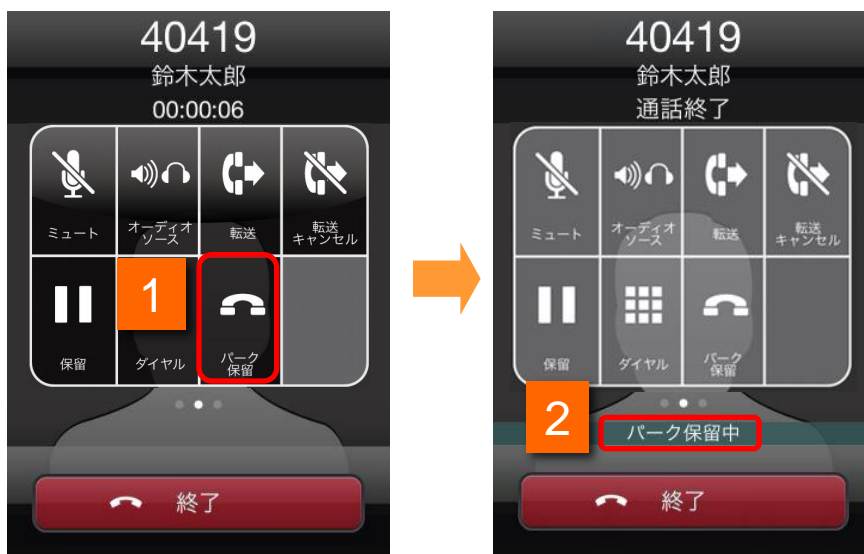 40419
鈴木太郎
00:00:06
ミュート
オーディオ
ソース
転送
転送
キャンセル
1
保留
ダイヤル
パーク
保留
終了
40419
鈴木太郎
通話終了
ミュート
オーディオ
ソース
転送
転送
キャンセル
保留
ダイヤル
パーク
保留
2
パーク保留中
終了